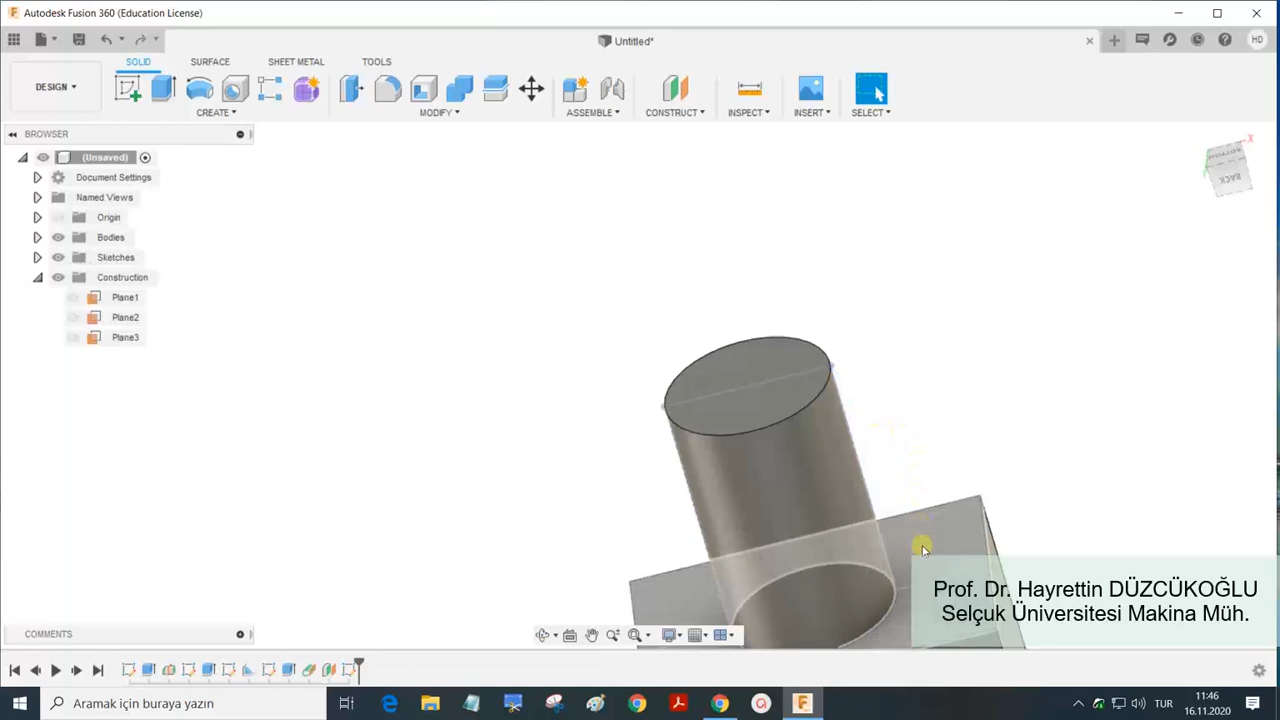 Autodesk Fusion 360 (Education License)
Untitled*
HD
DESIGN
SOLID
SURFACE
SHEET METAL
TOOLS
CREATE
MODIFY
ASSEMBLE
CONSTRUCT
INSPECT
INSERT
SELECT
BROWSER
(Unsaved)
Document Settings
Named Views
Origin
Bodies
Sketches
Construction
Plane1
Plane2
Plane3
X
BOTTOM
BACK
Prof. Dr. Hayrettin DÜZCÜKOĞLU
Selçuk Üniversitesi Makina Müh.
COMMENTS
Aramak için buraya yazın
TUR
11:46
16.11.2020